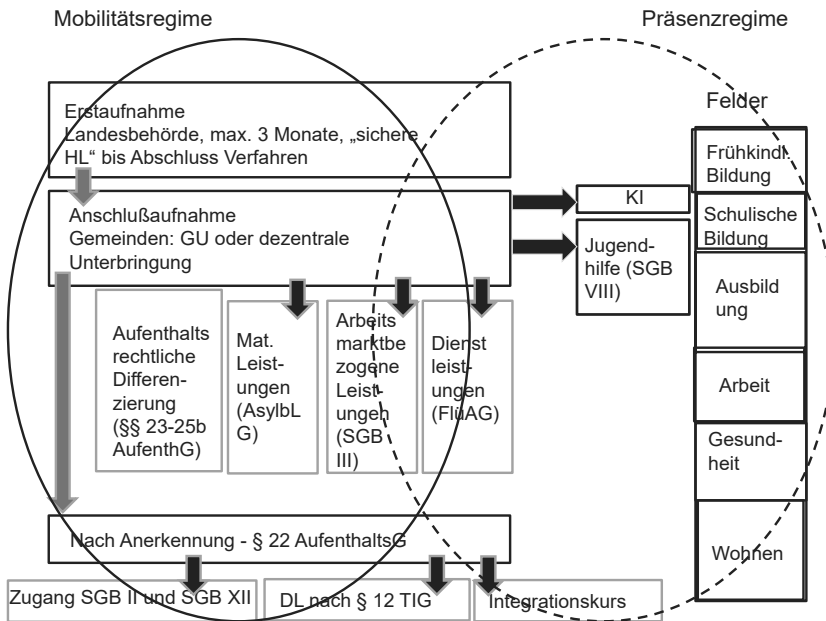 Mobilitätsregime
Präsenzregime
Erstaufnahme
Landesbehörde, max. 3 Monate, „sichere
HL“ bis Abschluss Verfahren
Anschlußaufnahme
Gemeinden: GU oder dezentrale
Unterbringung
Aufenthalts
rechtliche
Differen-
zierung
(§§ 23-25b
AufenthG)
Mat.
Leist-
ungen
(AsylbL
G)
Arbeits
marktbe
zogene
Leist-
ungen
(SGB
III)
Dienst
leist-
ungen
(FlüAG)
KI
Jugend-
hilfe (SGB
VIII)
Felder
Frühkindl.
Bildung
Schulische
Bildung
Ausbild
ung
Arbeit
Gesund-
heit
Wohnen
Nach Anerkennung - § 22 AufenthaltsG
Zugang SGB II und SGB XII
DL nach § 12 TIG
Integrationskurs